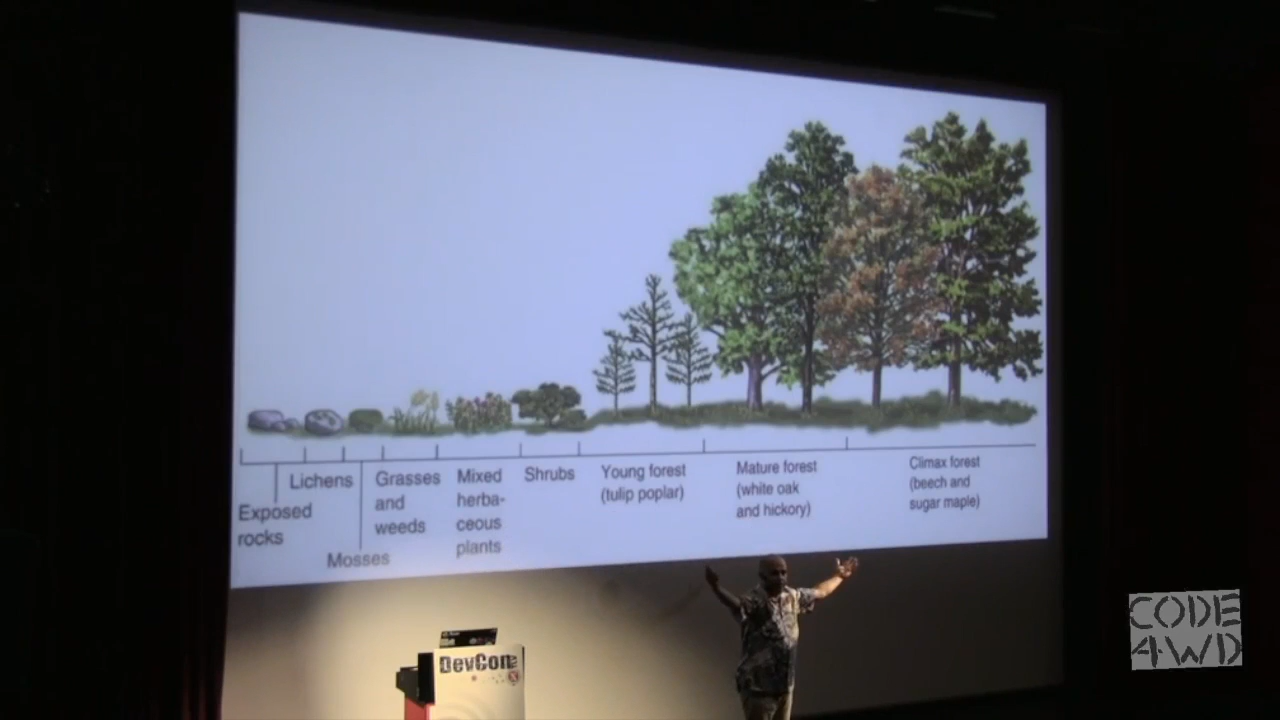 Exposed
rocks
Lichens
Mosses
Grasses
and
weeds
Mixed
herba-
ceous
plants
Shrubs
Young forest
(tulip poplar)
Mature forest
(white oak
and hickory)
Climax forest
(beech and
sugar maple)
DevCon
CODE
4WD